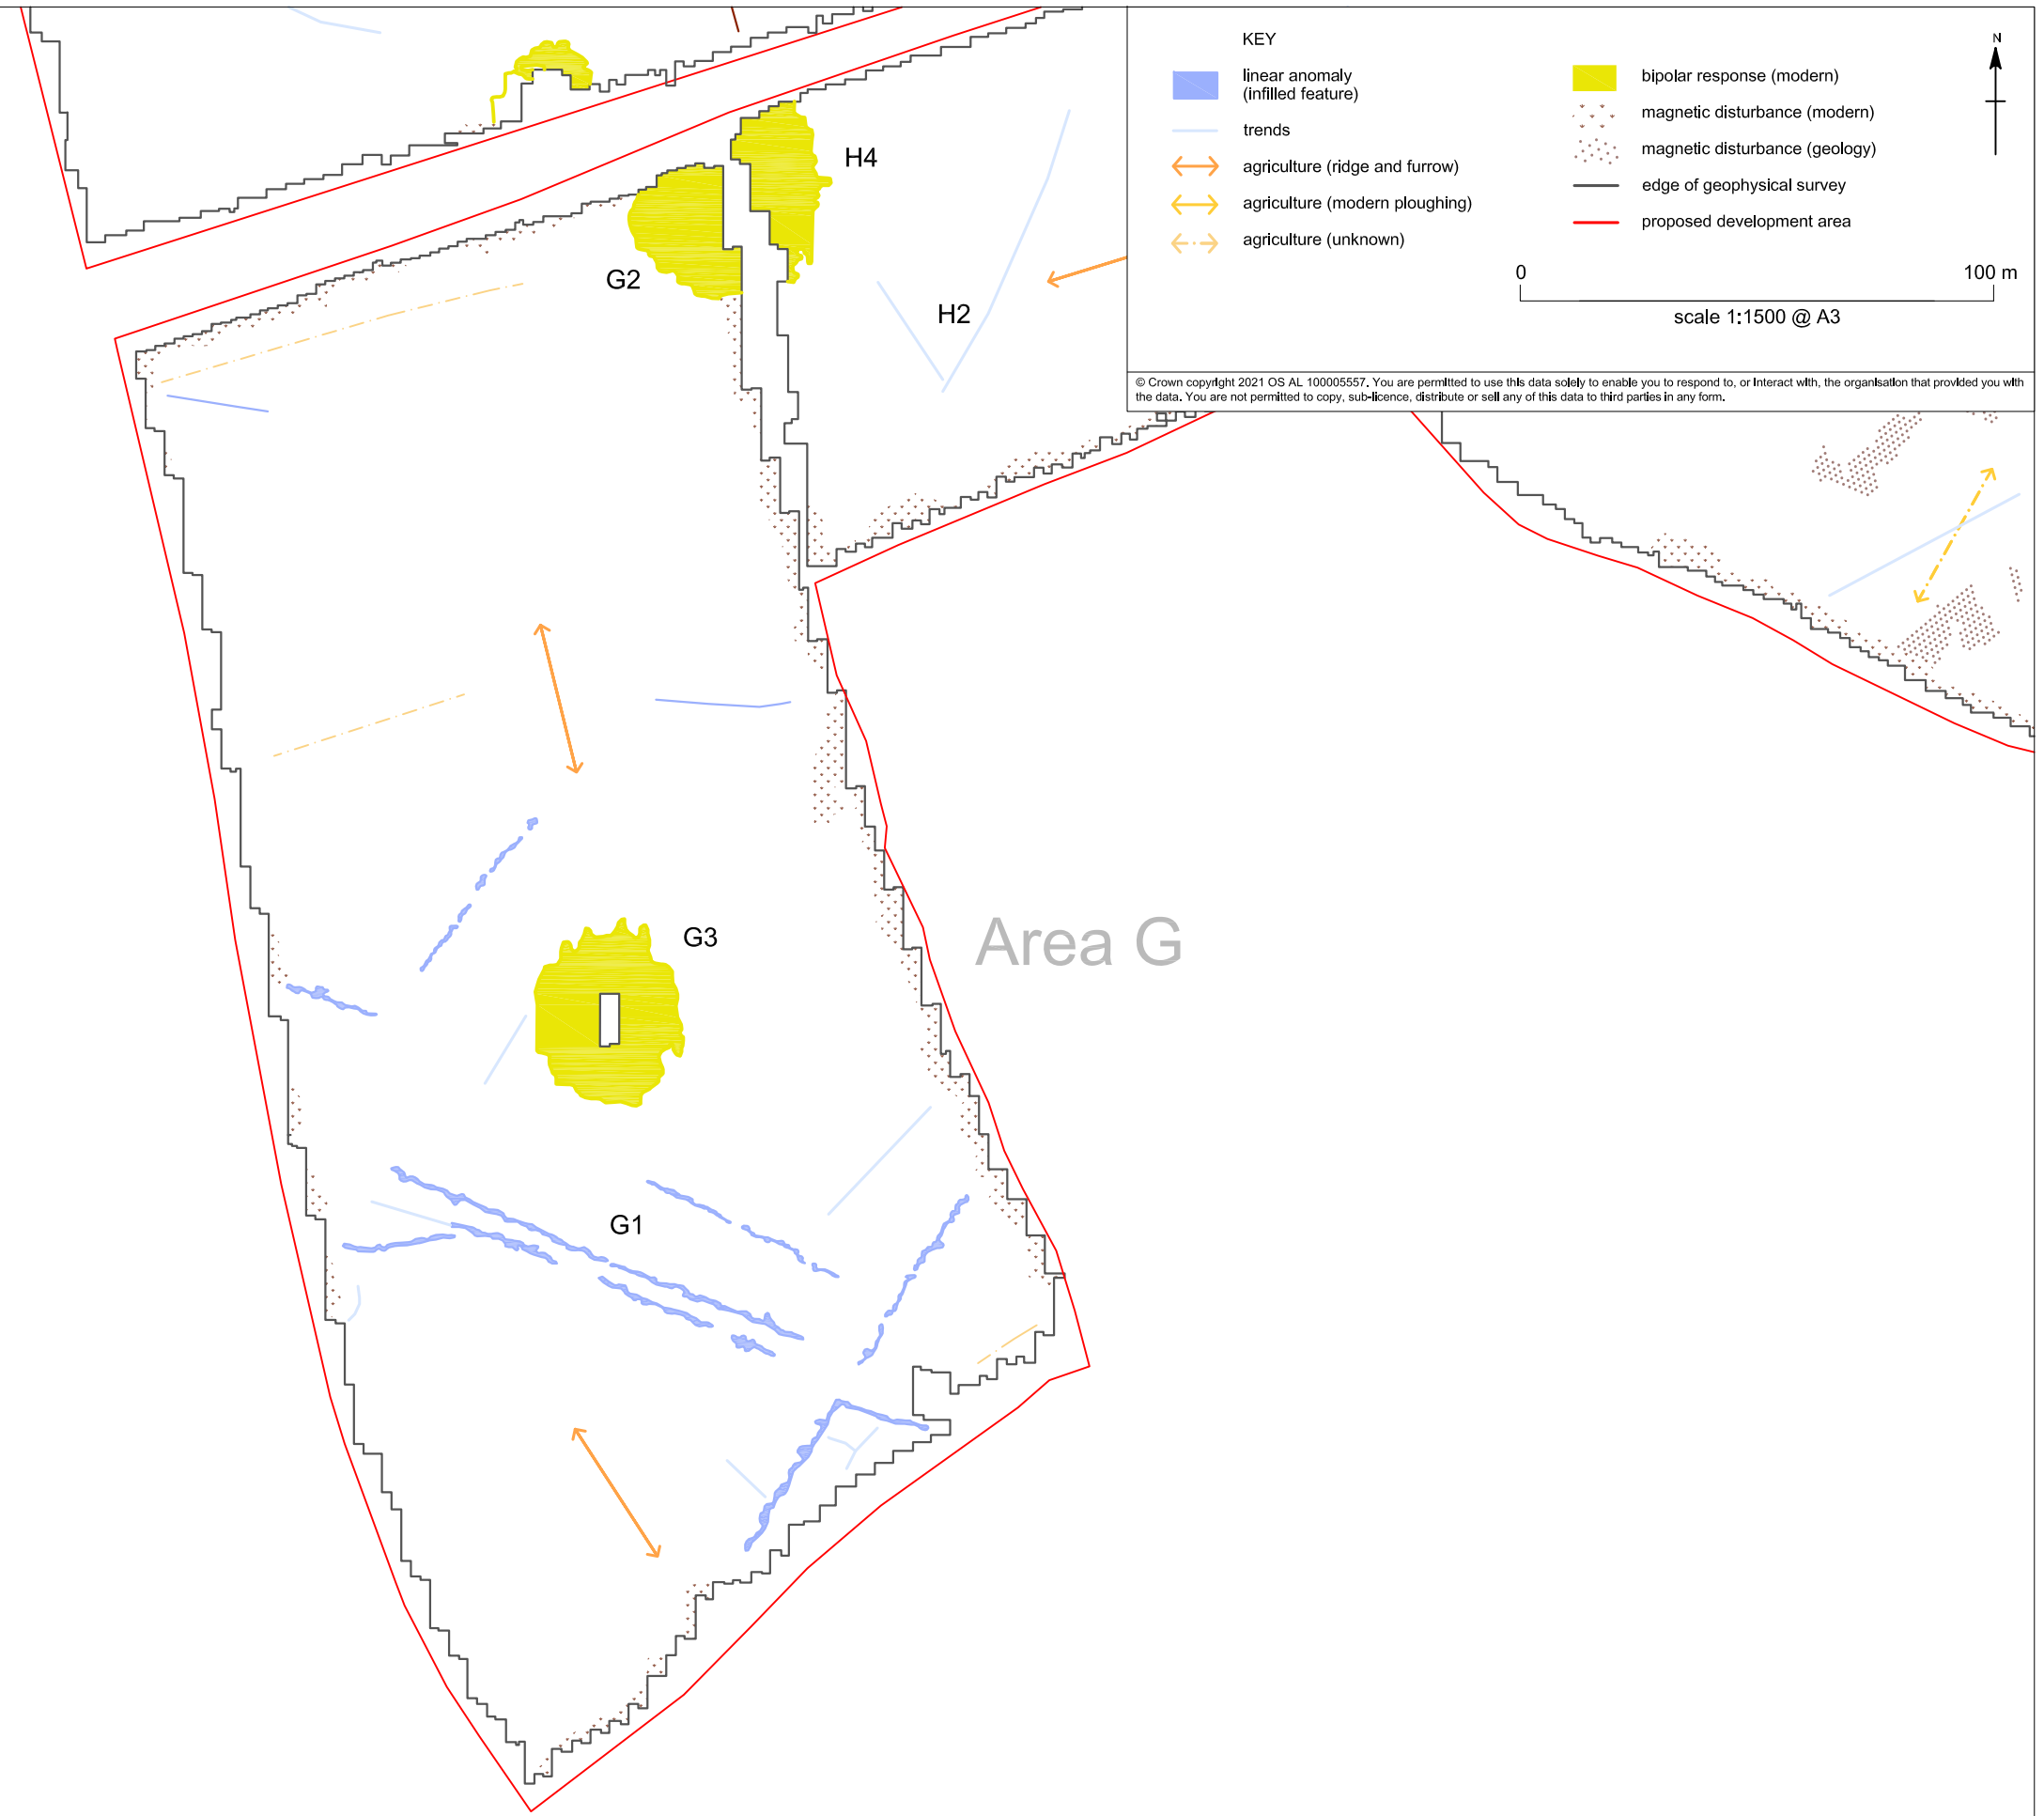 KEY
linear anomaly
(infilled feature)
trends
agriculture (ridge and furrow)
agriculture (modern ploughing)
agriculture (unknown)
bipolar response (modern)
magnetic disturbance (modern)
magnetic disturbance (geology)
edge of geophysical survey
proposed development area
N
0 100 m
scale 1:1500 @ A3
© Crown copyright 2021 OS AL 100005557. You are permitted to use this data solely to enable you to respond to, or interact with, the organisation that provided you with
the data. You are not permitted to copy, sub-licence, distribute or sell any of this data to third parties in any form.
H4
G2
H2
G3
Area G
G1